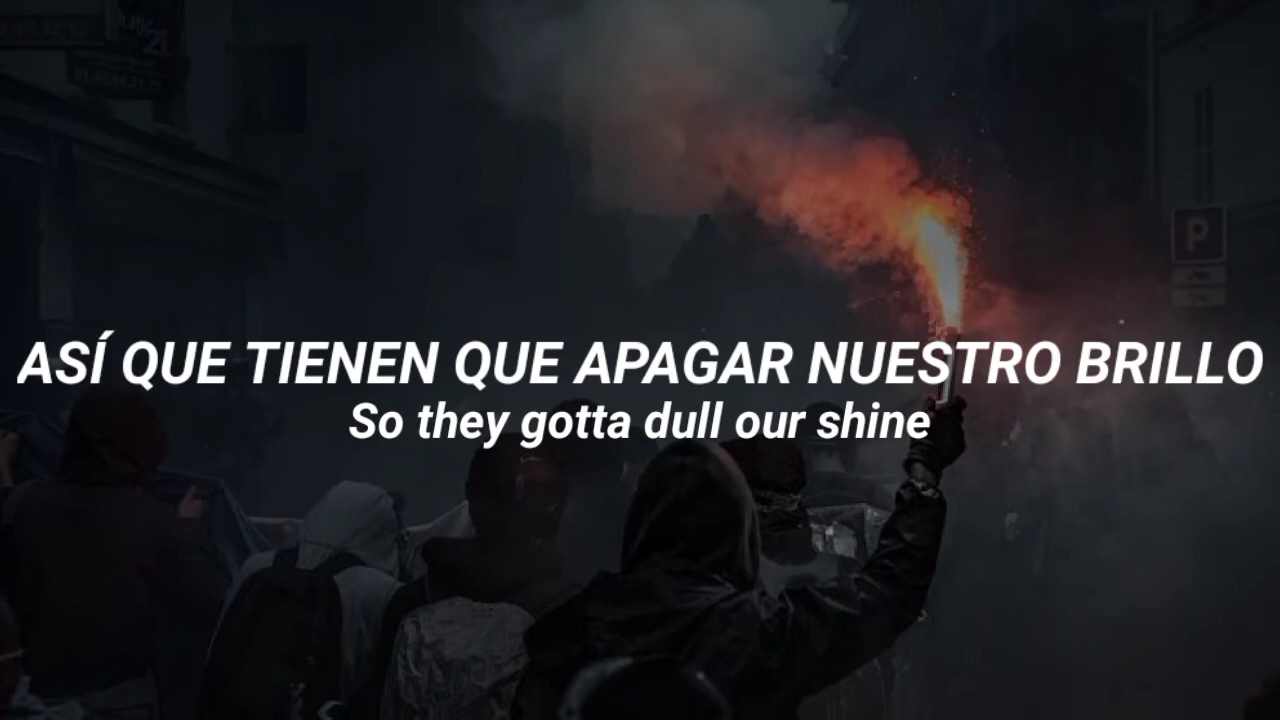 ASÍ QUE TIENEN QUE APAGAR NUESTRO BRILLO
So they gotta dull our shine
P